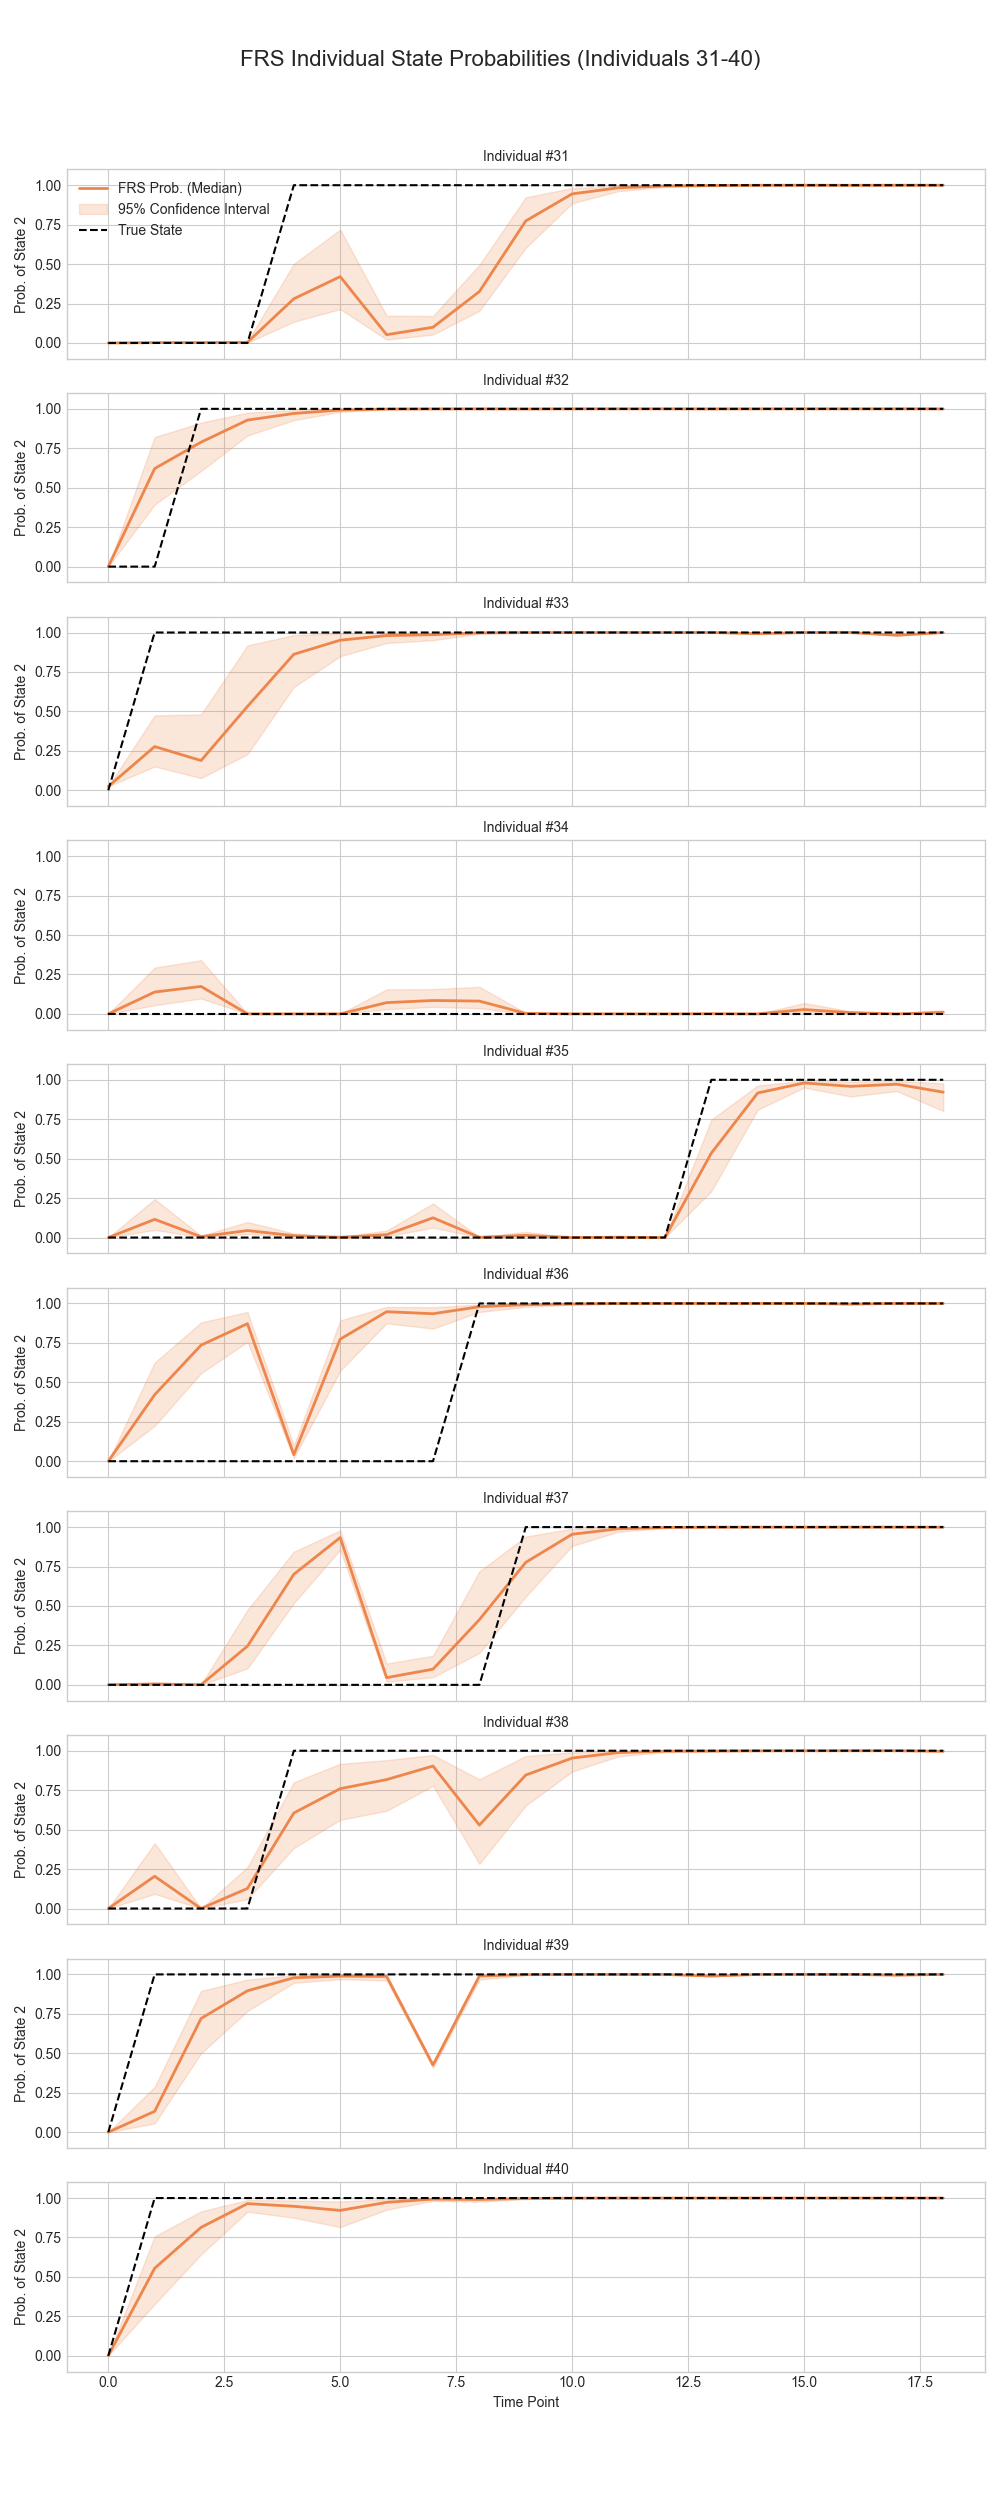 FRS Individual State Probabilities (Individuals 31-40)
Individual #31
FRS Prob. (Median)
95% Confidence Interval
True State
Prob. of State 2
1.00
0.75
0.50
0.25
0.00
Individual #32
Prob. of State 2
1.00
0.75
0.50
0.25
0.00
Individual #33
Prob. of State 2
1.00
0.75
0.50
0.25
0.00
Individual #34
Prob. of State 2
1.00
0.75
0.50
0.25
0.00
Individual #35
Prob. of State 2
1.00
0.75
0.50
0.25
0.00
Individual #36
Prob. of State 2
1.00
0.75
0.50
0.25
0.00
Individual #37
Prob. of State 2
1.00
0.75
0.50
0.25
0.00
Individual #38
Prob. of State 2
1.00
0.75
0.50
0.25
0.00
Individual #39
Prob. of State 2
1.00
0.75
0.50
0.25
0.00
Individual #40
Prob. of State 2
1.00
0.75
0.50
0.25
0.00
0.0 2.5 5.0 7.5 10.0 12.5 15.0 17.5
Time Point